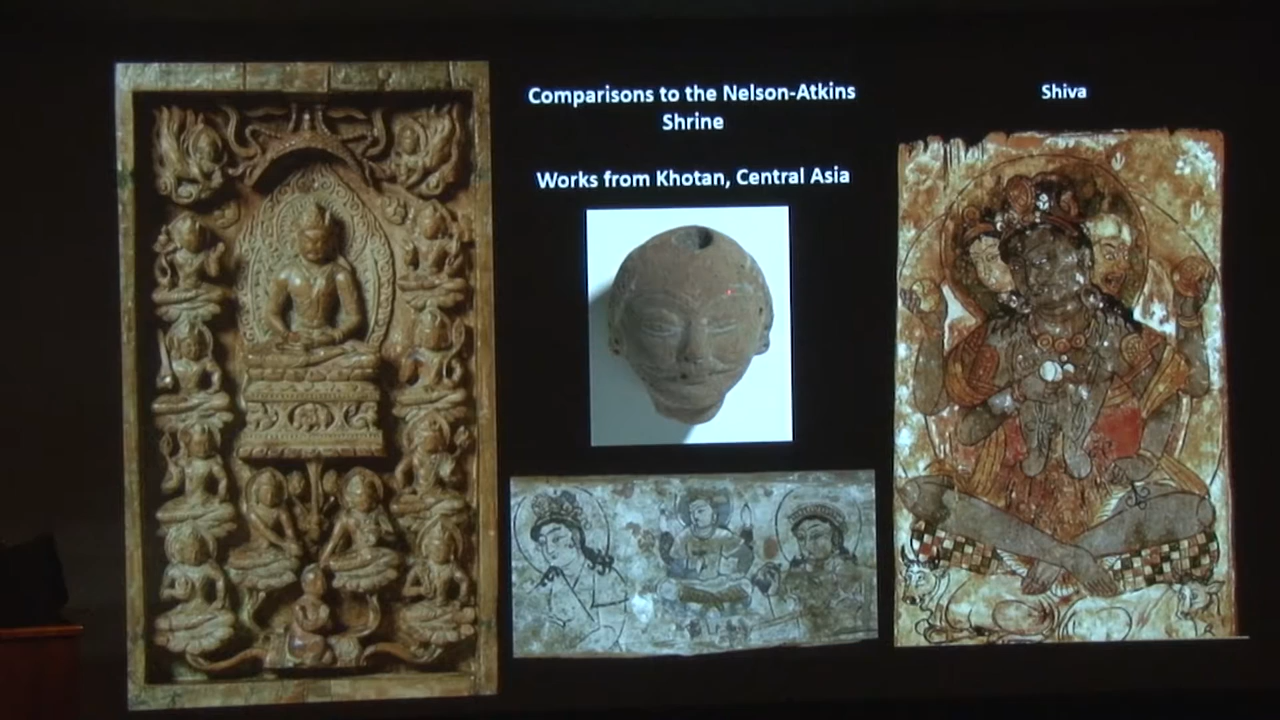 Comparisons to the Nelson-Atkins
Shrine
Works from Khotan, Central Asia
Shiva